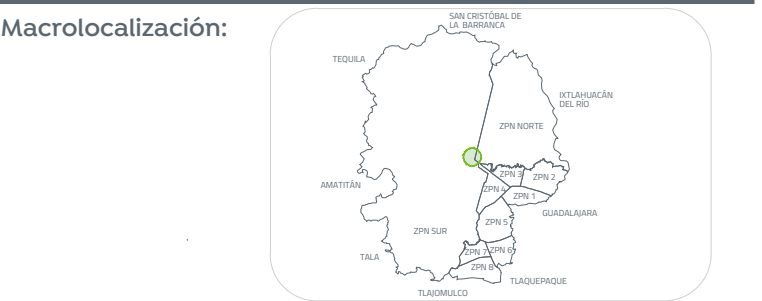 Macrolocalización:
SAN CRISTÓBAL DE
LA BARRANCA
TEQUILA
IXTLAHUACÁN
DEL RÍO
ZPN NORTE
ZPN 3
ZPN 2
AMATITÁN
ZPN 4
ZPN 1
GUADALAJARA
ZPN 5
ZPN SUR
TALA
ZPN 7
ZPN 6
ZPN 8
TLAQUEPAQUE
TLAJOMULCO